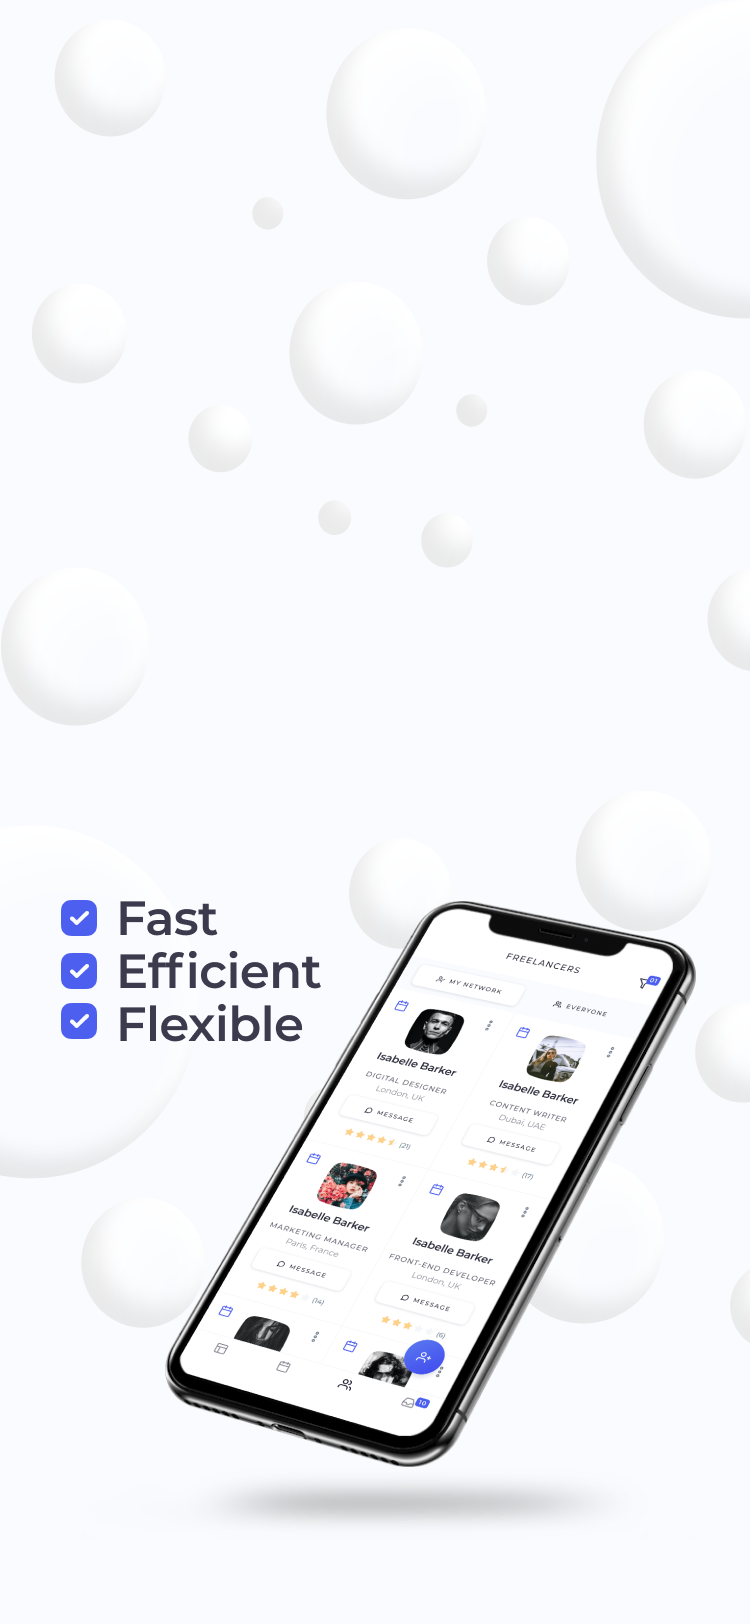 Fast
Efficient
Flexible
FREELANCERS
01
MY NETWORK
EVERYONE
Isabelle Barker
DIGITAL DESIGNER
London, UK
MESSAGE
(21)
Isabelle Barker
CONTENT WRITER
Dubai, UAE
MESSAGE
(17)
Isabelle Barker
MARKETING MANAGER
Paris, France
MESSAGE
(14)
Isabelle Barker
FRONT-END DEVELOPER
London, UK
MESSAGE
(6)
10